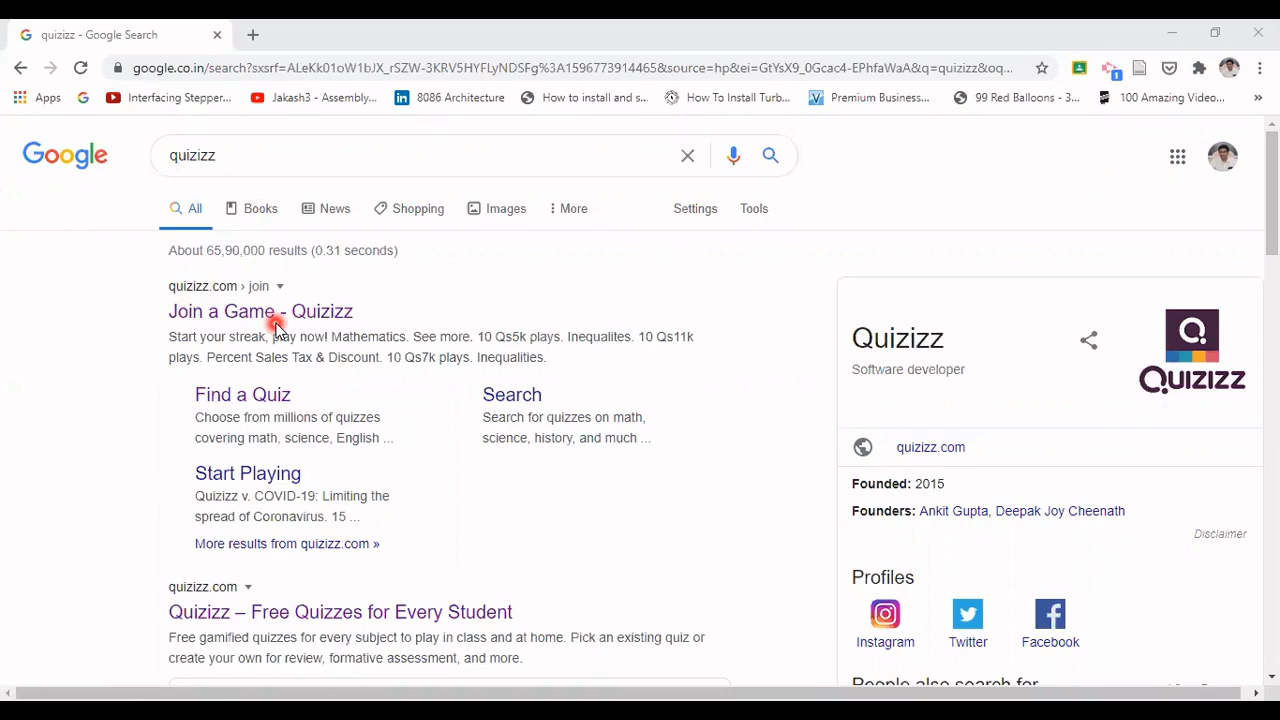 quizizz - Google Search
google.co.in/search?sxsrf=ALeKk01oW1bJX_rSZW-3KRV5HYFLyNDSFg%3A1596773914465&source=hp&ei=GtYsX9_0Gcac4-EPhfaWaA&q=quizizz&oq...
1
Apps Interfacing Stepper... Jakash3 - Assembly... 8086 Architecture How to install and s... How To Install Turb... Premium Business... 99 Red Balloons - 3... 100 Amazing Video... »
Google
quizizz
All Books News Shopping Images More Settings Tools
About 65,90,000 results (0.31 seconds)
quizizz.com › join
Join a Game - Quizizz
Start your streak, play now! Mathematics. See more. 10 Qs5k plays. Inequalites. 10 Qs11k
plays. Percent Sales Tax & Discount. 10 Qs7k plays. Inequalities.
Find a Quiz
Choose from millions of quizzes
covering math, science, English ...
Search
Search for quizzes on math,
science, history, and much ...
Start Playing
Quizizz v. COVID-19: Limiting the
spread of Coronavirus. 15 ...
More results from quizizz.com »
quizizz.com
Quizizz – Free Quizzes for Every Student
Free gamified quizzes for every subject to play in class and at home. Pick an existing quiz or
create your own for review, formative assessment, and more.
Quizizz
Software developer
QUIZIZZ
quizizz.com
Founded: 2015
Founders: Ankit Gupta, Deepak Joy Cheenath
Disclaimer
Profiles
Instagram Twitter Facebook
People also search for